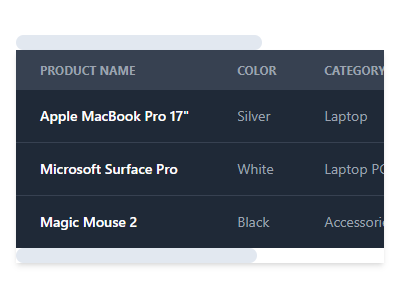 PRODUCT NAME COLOR CATEGORY
Apple MacBook Pro 17" Silver Laptop
Microsoft Surface Pro White Laptop PC
Magic Mouse 2 Black Accessori